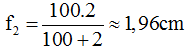 f₂ = 100.2 / 100 + 2 ≈ 1,96cm